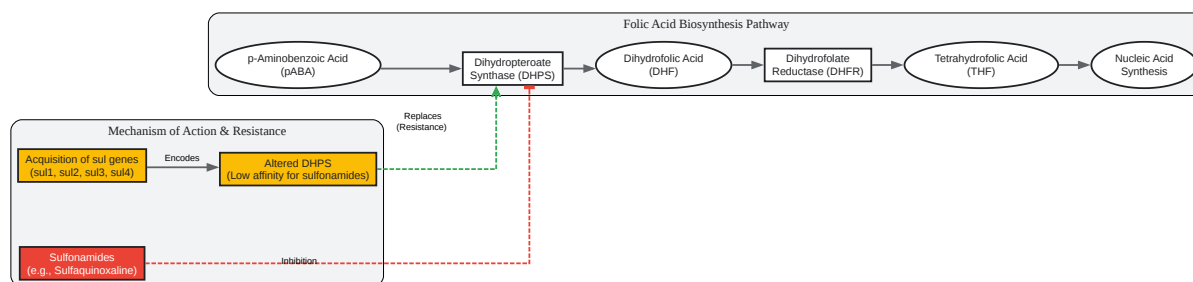 Folic Acid Biosynthesis Pathway
p-Aminobenzoic Acid
(pABA)
Dihydropteroate
Synthase (DHPS)
Dihydrofolic Acid
(DHF)
Dihydrofolate
Reductase (DHFR)
Tetrahydrofolic Acid
(THF)
Nucleic Acid
Synthesis
Replaces
(Resistance)
Mechanism of Action & Resistance
Acquisition of sul genes
(sul1, sul2, sul3, sul4)
Encodes
Altered DHPS
(Low affinity for sulfonamides)
Sulfonamides
(e.g., Sulfaquinoxaline)
Inhibition